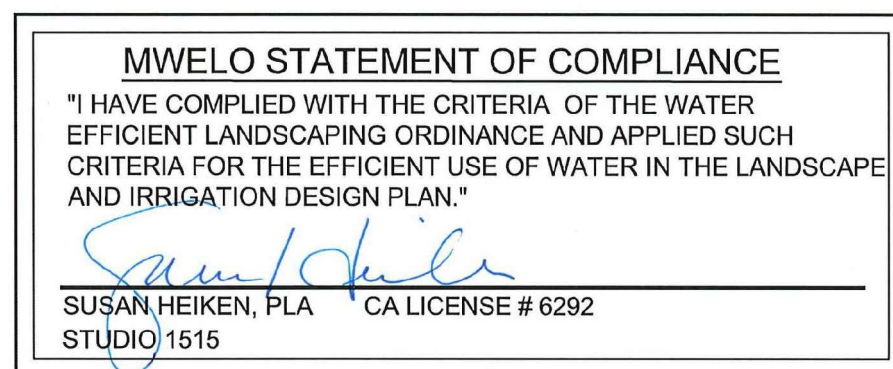 MWELO STATEMENT OF COMPLIANCE
"I HAVE COMPLIED WITH THE CRITERIA OF THE WATER
EFFICIENT LANDSCAPING ORDINANCE AND APPLIED SUCH
CRITERIA FOR THE EFFICIENT USE OF WATER IN THE LANDSCAPE
AND IRRIGATION DESIGN PLAN."
Susan Heiken
SUSAN HEIKEN, PLA CA LICENSE # 6292
STUDIO 1515